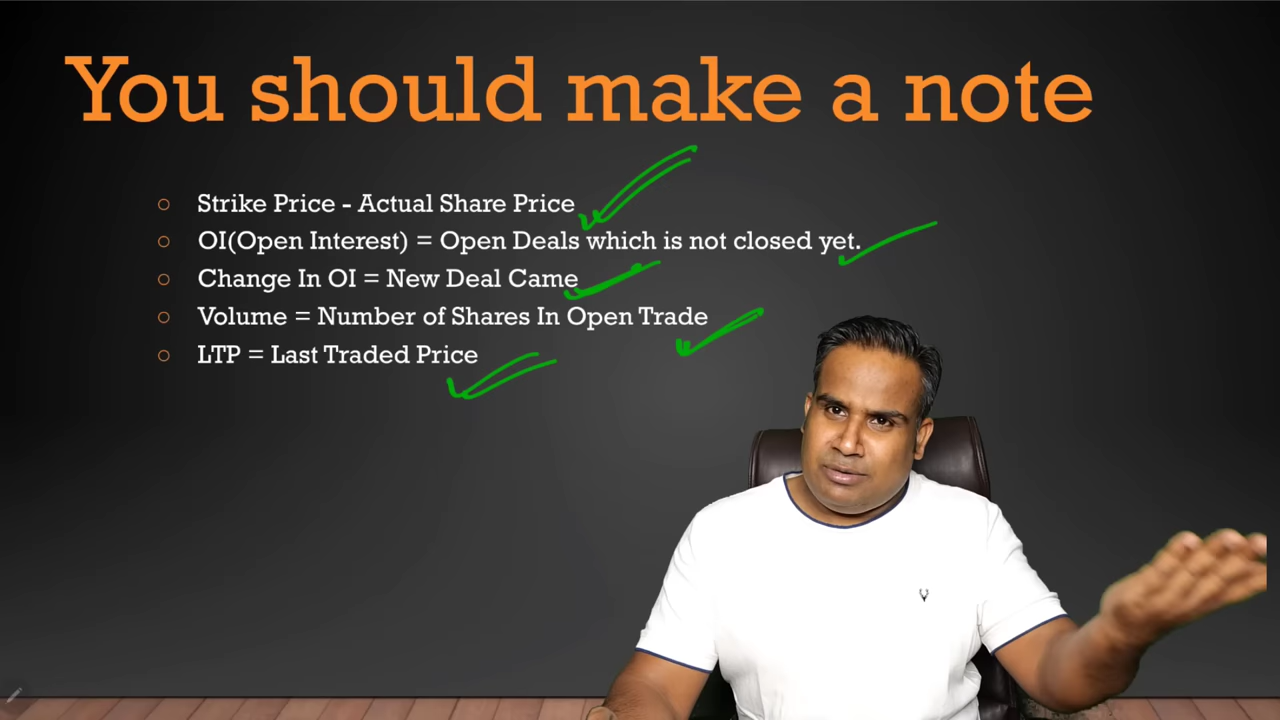 You should make a note
Strike Price - Actual Share Price
OI(Open Interest) = Open Deals which is not closed yet.
Change In OI = New Deal Came
Volume = Number of Shares In Open Trade
LTP = Last Traded Price